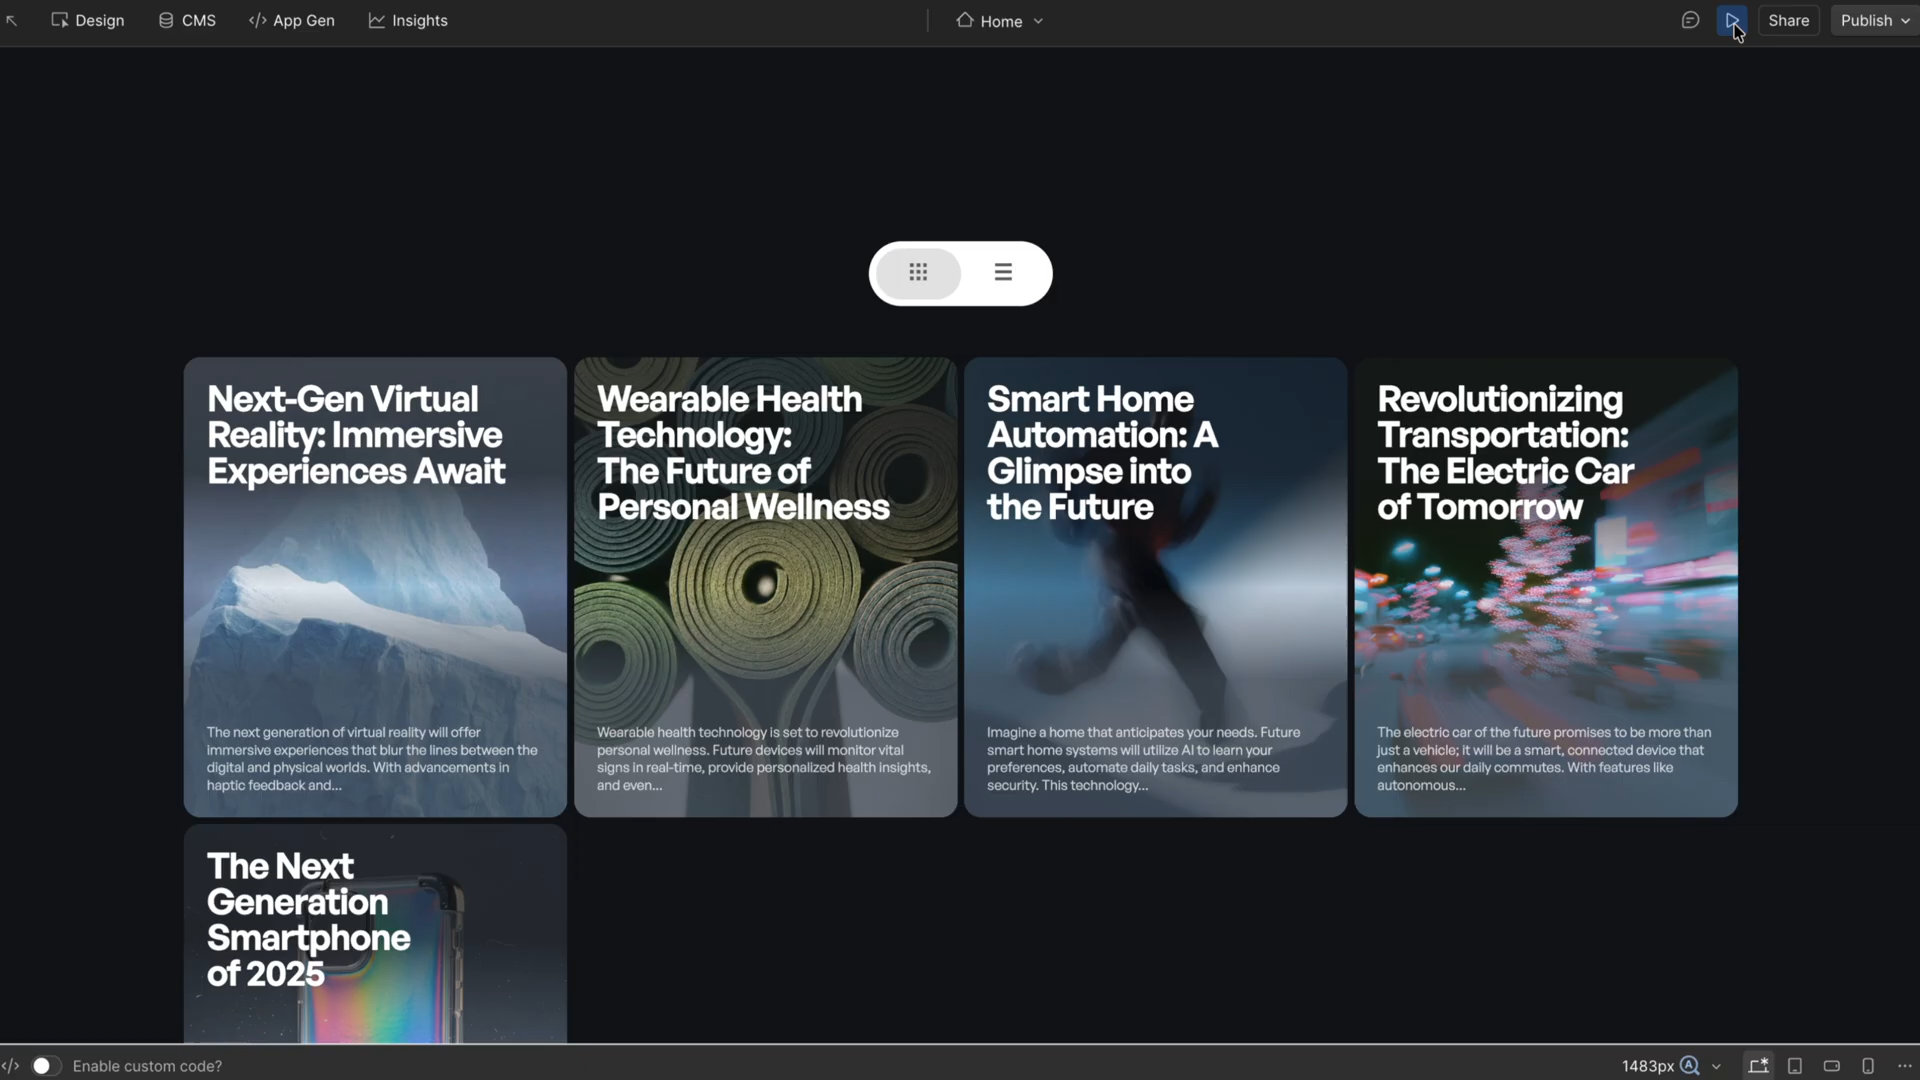 Design
CMS
App Gen
Insights
Home
Share
Publish
Next-Gen Virtual
Reality: Immersive
Experiences Await
The next generation of virtual reality will offer
immersive experiences that blur the lines between the
digital and physical worlds. With advancements in
haptic feedback and...
Wearable Health
Technology:
The Future of
Personal Wellness
Wearable health technology is set to revolutionize
personal wellness. Future devices will monitor vital
signs in real-time, provide personalized health insights,
and even...
Smart Home
Automation: A
Glimpse into
the Future
Imagine a home that anticipates your needs. Future
smart home systems will utilize AI to learn your
preferences, automate daily tasks, and enhance
security. This technology...
Revolutionizing
Transportation:
The Electric Car
of Tomorrow
The electric car of the future promises to be more than
just a vehicle; it will be a smart, connected device that
enhances our daily commutes. With features like
autonomous...
The Next
Generation
Smartphone
of 2025
Enable custom code?
1483px